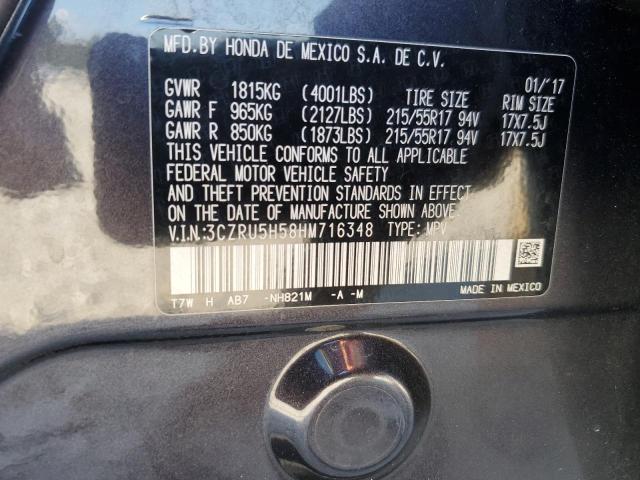 MFD. BY HONDA DE MEXICO S.A. DE C.V.
01/'17
GVWR 1815KG (4001LBS) TIRE SIZE RIM SIZE
GAWR F 965KG (2127LBS) 215/55R17 94V 17X7.5J
GAWR R 850KG (1873LBS) 215/55R17 94V 17X7.5J
THIS VEHICLE CONFORMS TO ALL APPLICABLE
FEDERAL MOTOR VEHICLE SAFETY
AND THEFT PREVENTION STANDARDS IN EFFECT
ON THE DATE OF MANUFACTURE SHOWN ABOVE.
V.I.N:3CZRU5H58HM716348 TYPE: MPV
T7W H AB7 -NH821M -A -M MADE IN MEXICO